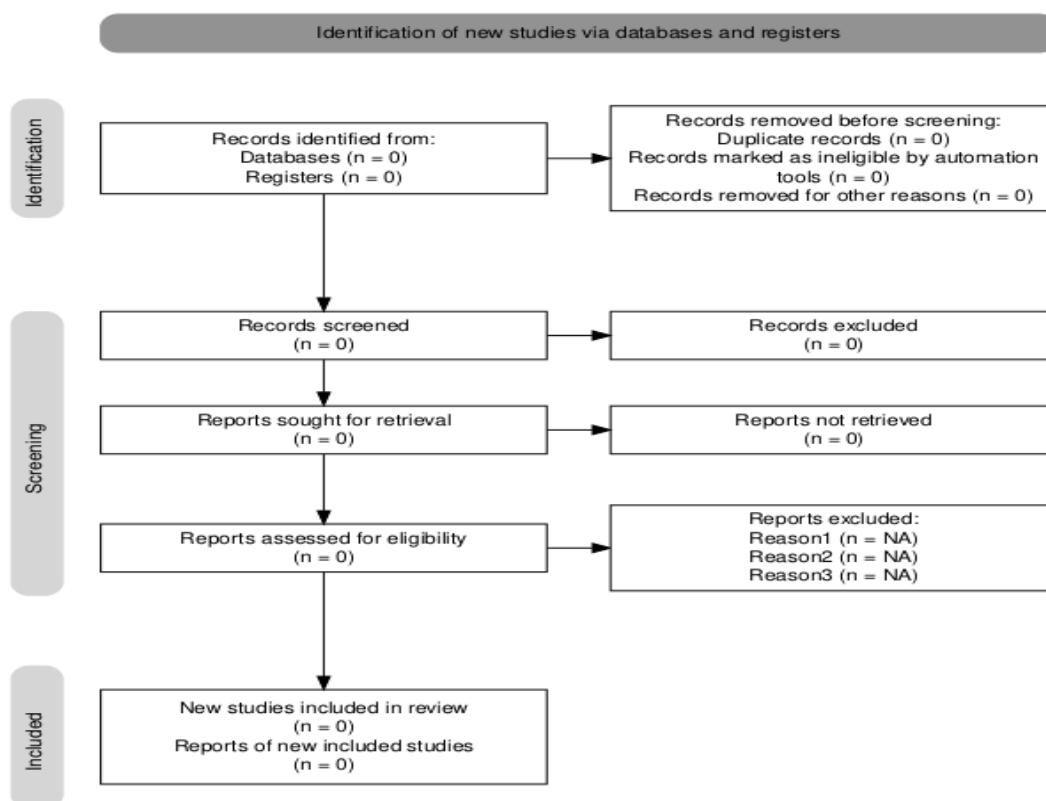 Identification of new studies via databases and registers
Identification
Records identified from:
Databases (n = 0)
Registers (n = 0)
Records removed before screening:
Duplicate records (n = 0)
Records marked as ineligible by automation
tools (n = 0)
Records removed for other reasons (n = 0)
Screening
Records screened
(n = 0)
Records excluded
(n = 0)
Reports sought for retrieval
(n = 0)
Reports not retrieved
(n = 0)
Reports assessed for eligibility
(n = 0)
Reports excluded:
Reason1 (n = NA)
Reason2 (n = NA)
Reason3 (n = NA)
Included
New studies included in review
(n = 0)
Reports of new included studies
(n = 0)